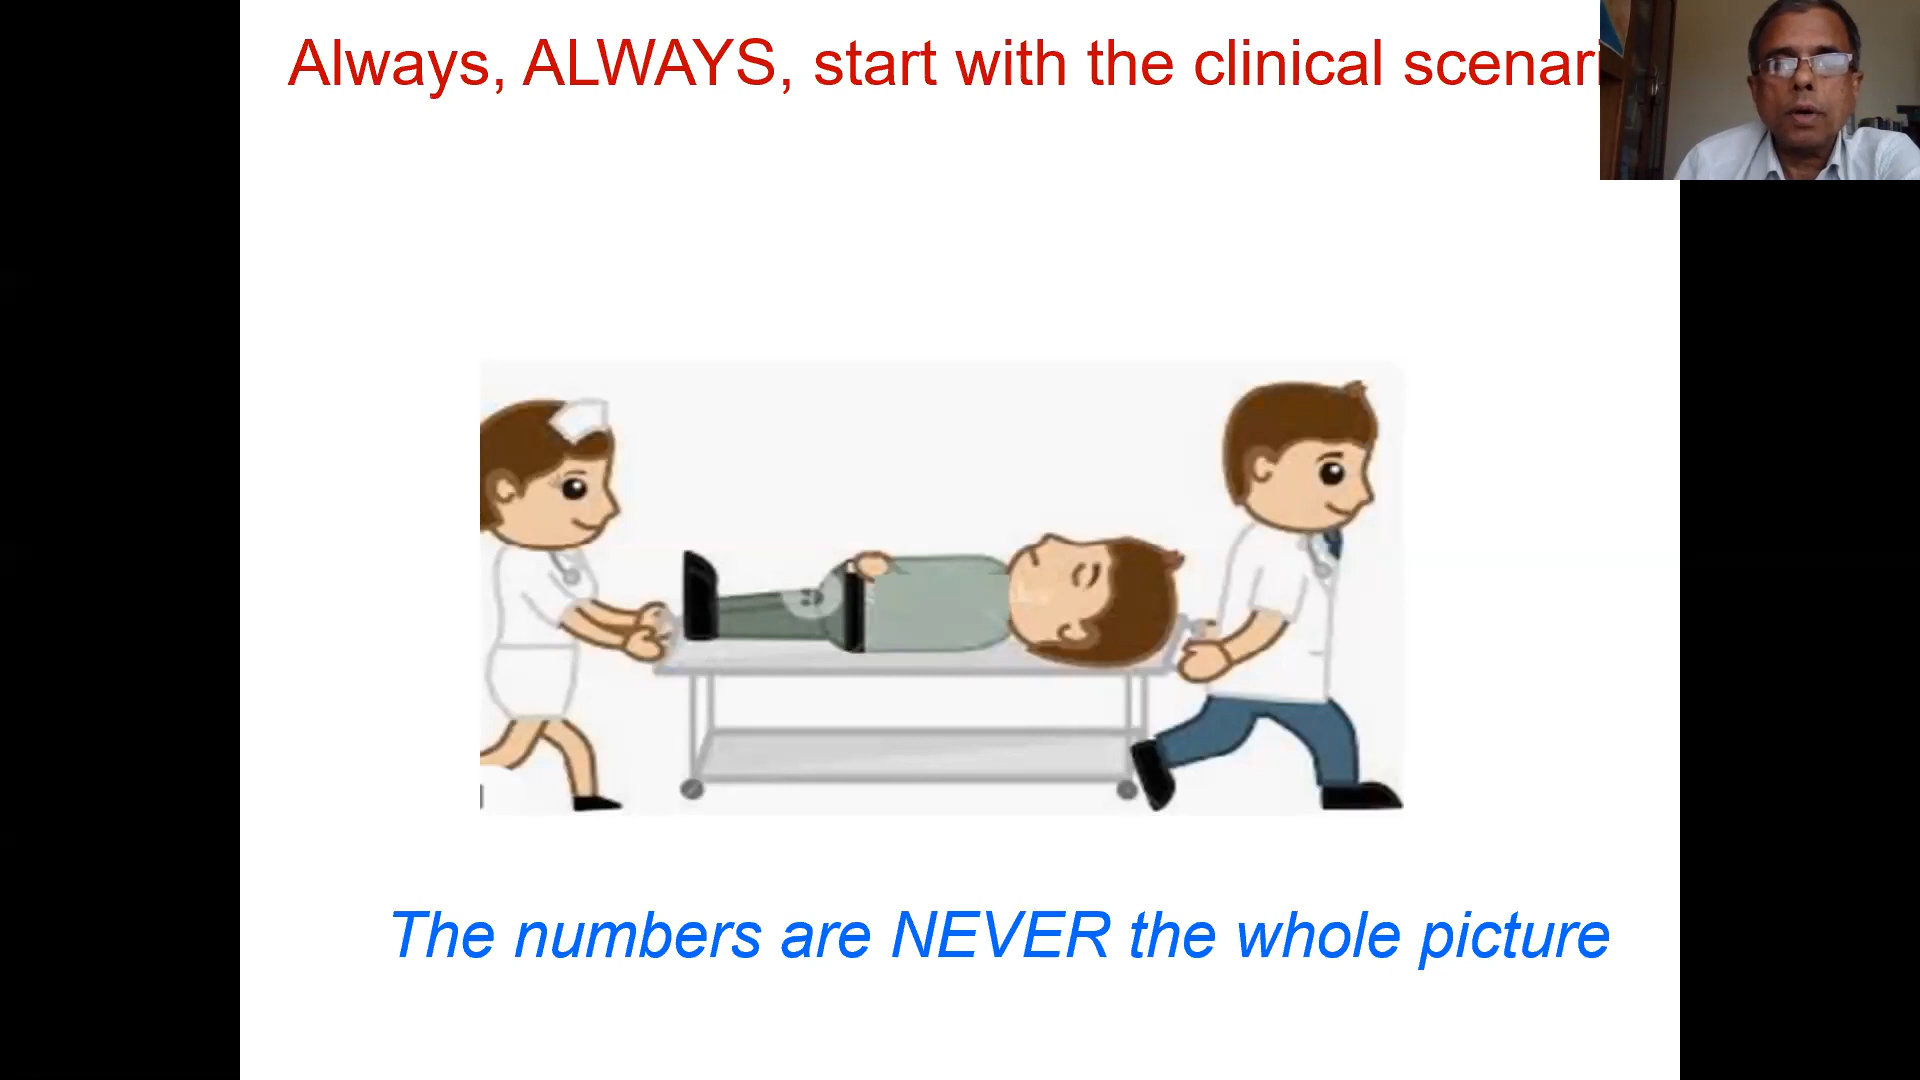 Always, ALWAYS, start with the clinical scenari
The numbers are NEVER the whole picture